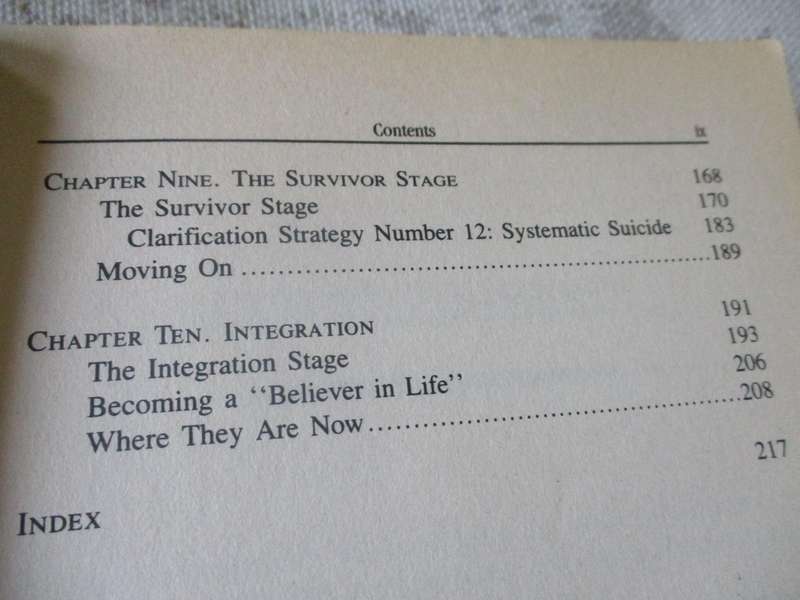 Contents ix
CHAPTER NINE. THE SURVIVOR STAGE 168
The Survivor Stage 170
Clarification Strategy Number 12: Systematic Suicide 183
Moving On ........................................................189
CHAPTER TEN. INTEGRATION 191
The Integration Stage 193
Becoming a “Believer in Life” 206
Where They Are Now ............................................208
INDEX 217